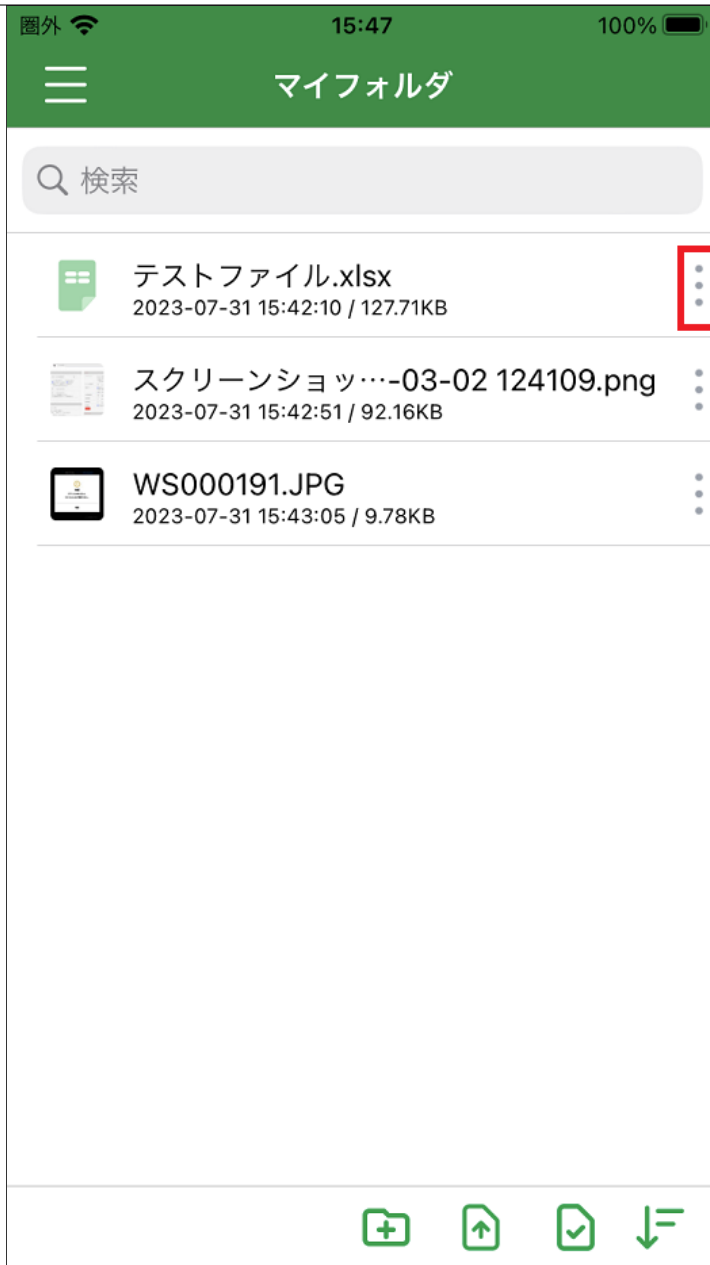 圏外 15:47 100%
マイフォルダ
検索
テストファイル.xlsx
2023-07-31 15:42:10 / 127.71KB
スクリーンショッ…-03-02 124109.png
2023-07-31 15:42:51 / 92.16KB
WS000191.JPG
2023-07-31 15:43:05 / 9.78KB